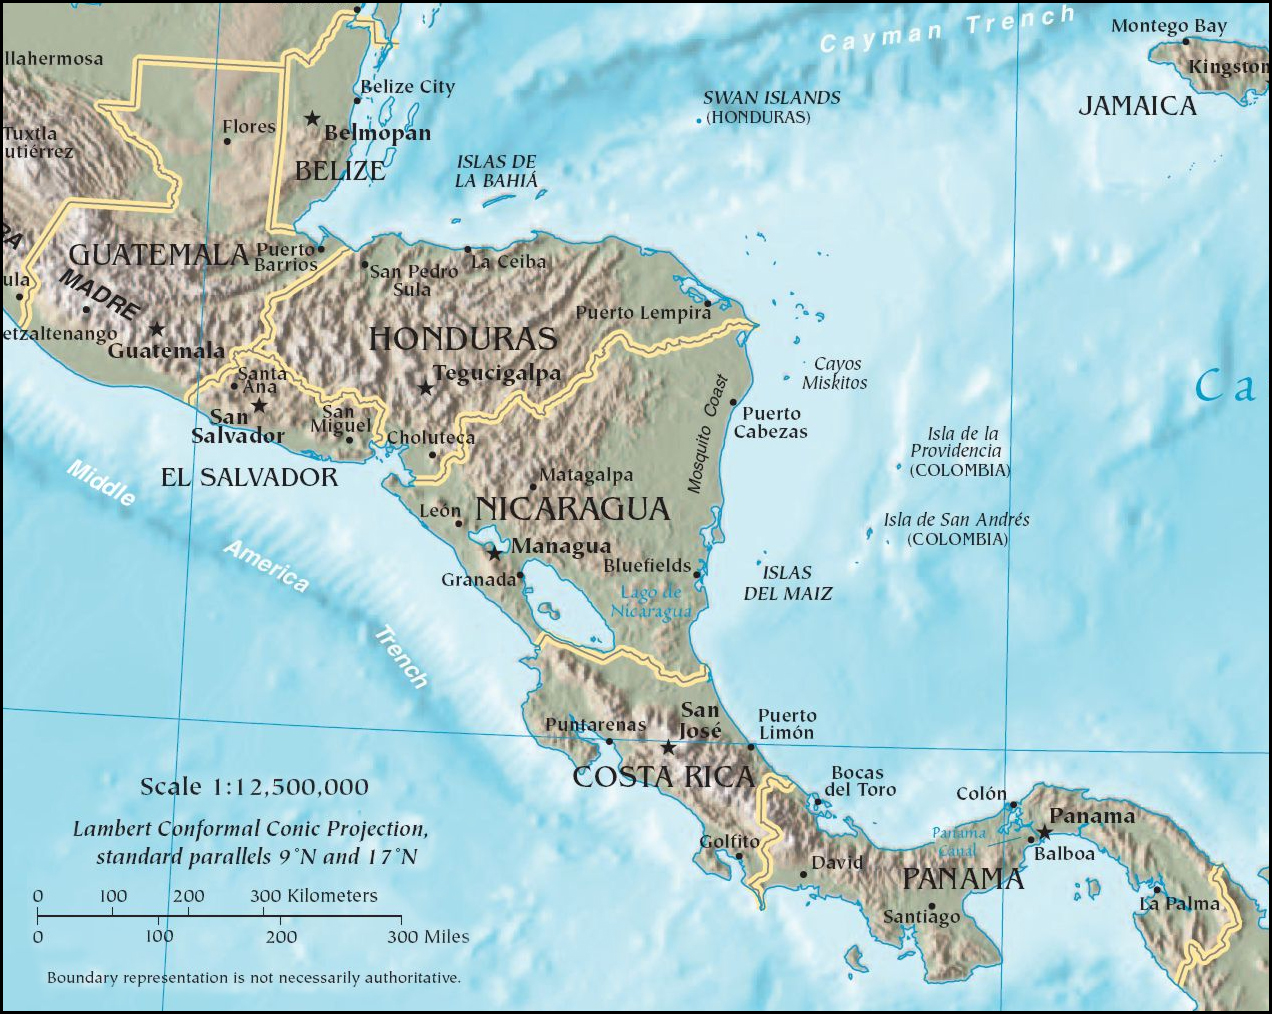 Cayman Trench
Montego Bay
Kingston
JAMAICA
llahermosa
Belize City
SWAN ISLANDS
(HONDURAS)
Flores
Belmopan
Tuxtla
utiérrez
BELIZE
ISLAS DE
LA BAHIÁ
RA
GUATEMALA
Puerto
Barrios
San Pedro
Sula
La Ceiba
ula
MADRE
etzaltenango
Guatemala
Puerto Lempira
HONDURAS
Tegucigalpa
Cayos
Miskitos
Ca
Santa
Ana
San
Salvador
San
Miguel
Choluteca
Mosquito Coast
Puerto
Cabezas
Isla de la
Providencia
(COLOMBIA)
EL SALVADOR
Middle
America
Trench
Matagalpa
NICARAGUA
León
Managua
Granada
Bluefields
Lago de
Nicaragua
Isla de San Andrés
(COLOMBIA)
ISLAS
DEL MAIZ
San
José
Puntarenas
Puerto
Limón
COSTA RICA
Bocas
del Toro
Colón
Panama
Panama
Canal
Balboa
Golfito
David
PANAMA
Santiago
La Palma
Scale 1:12,500,000
Lambert Conformal Conic Projection,
standard parallels 9°N and 17°N
0 100 200 300 Kilometers
0 100 200 300 Miles
Boundary representation is not necessarily authoritative.